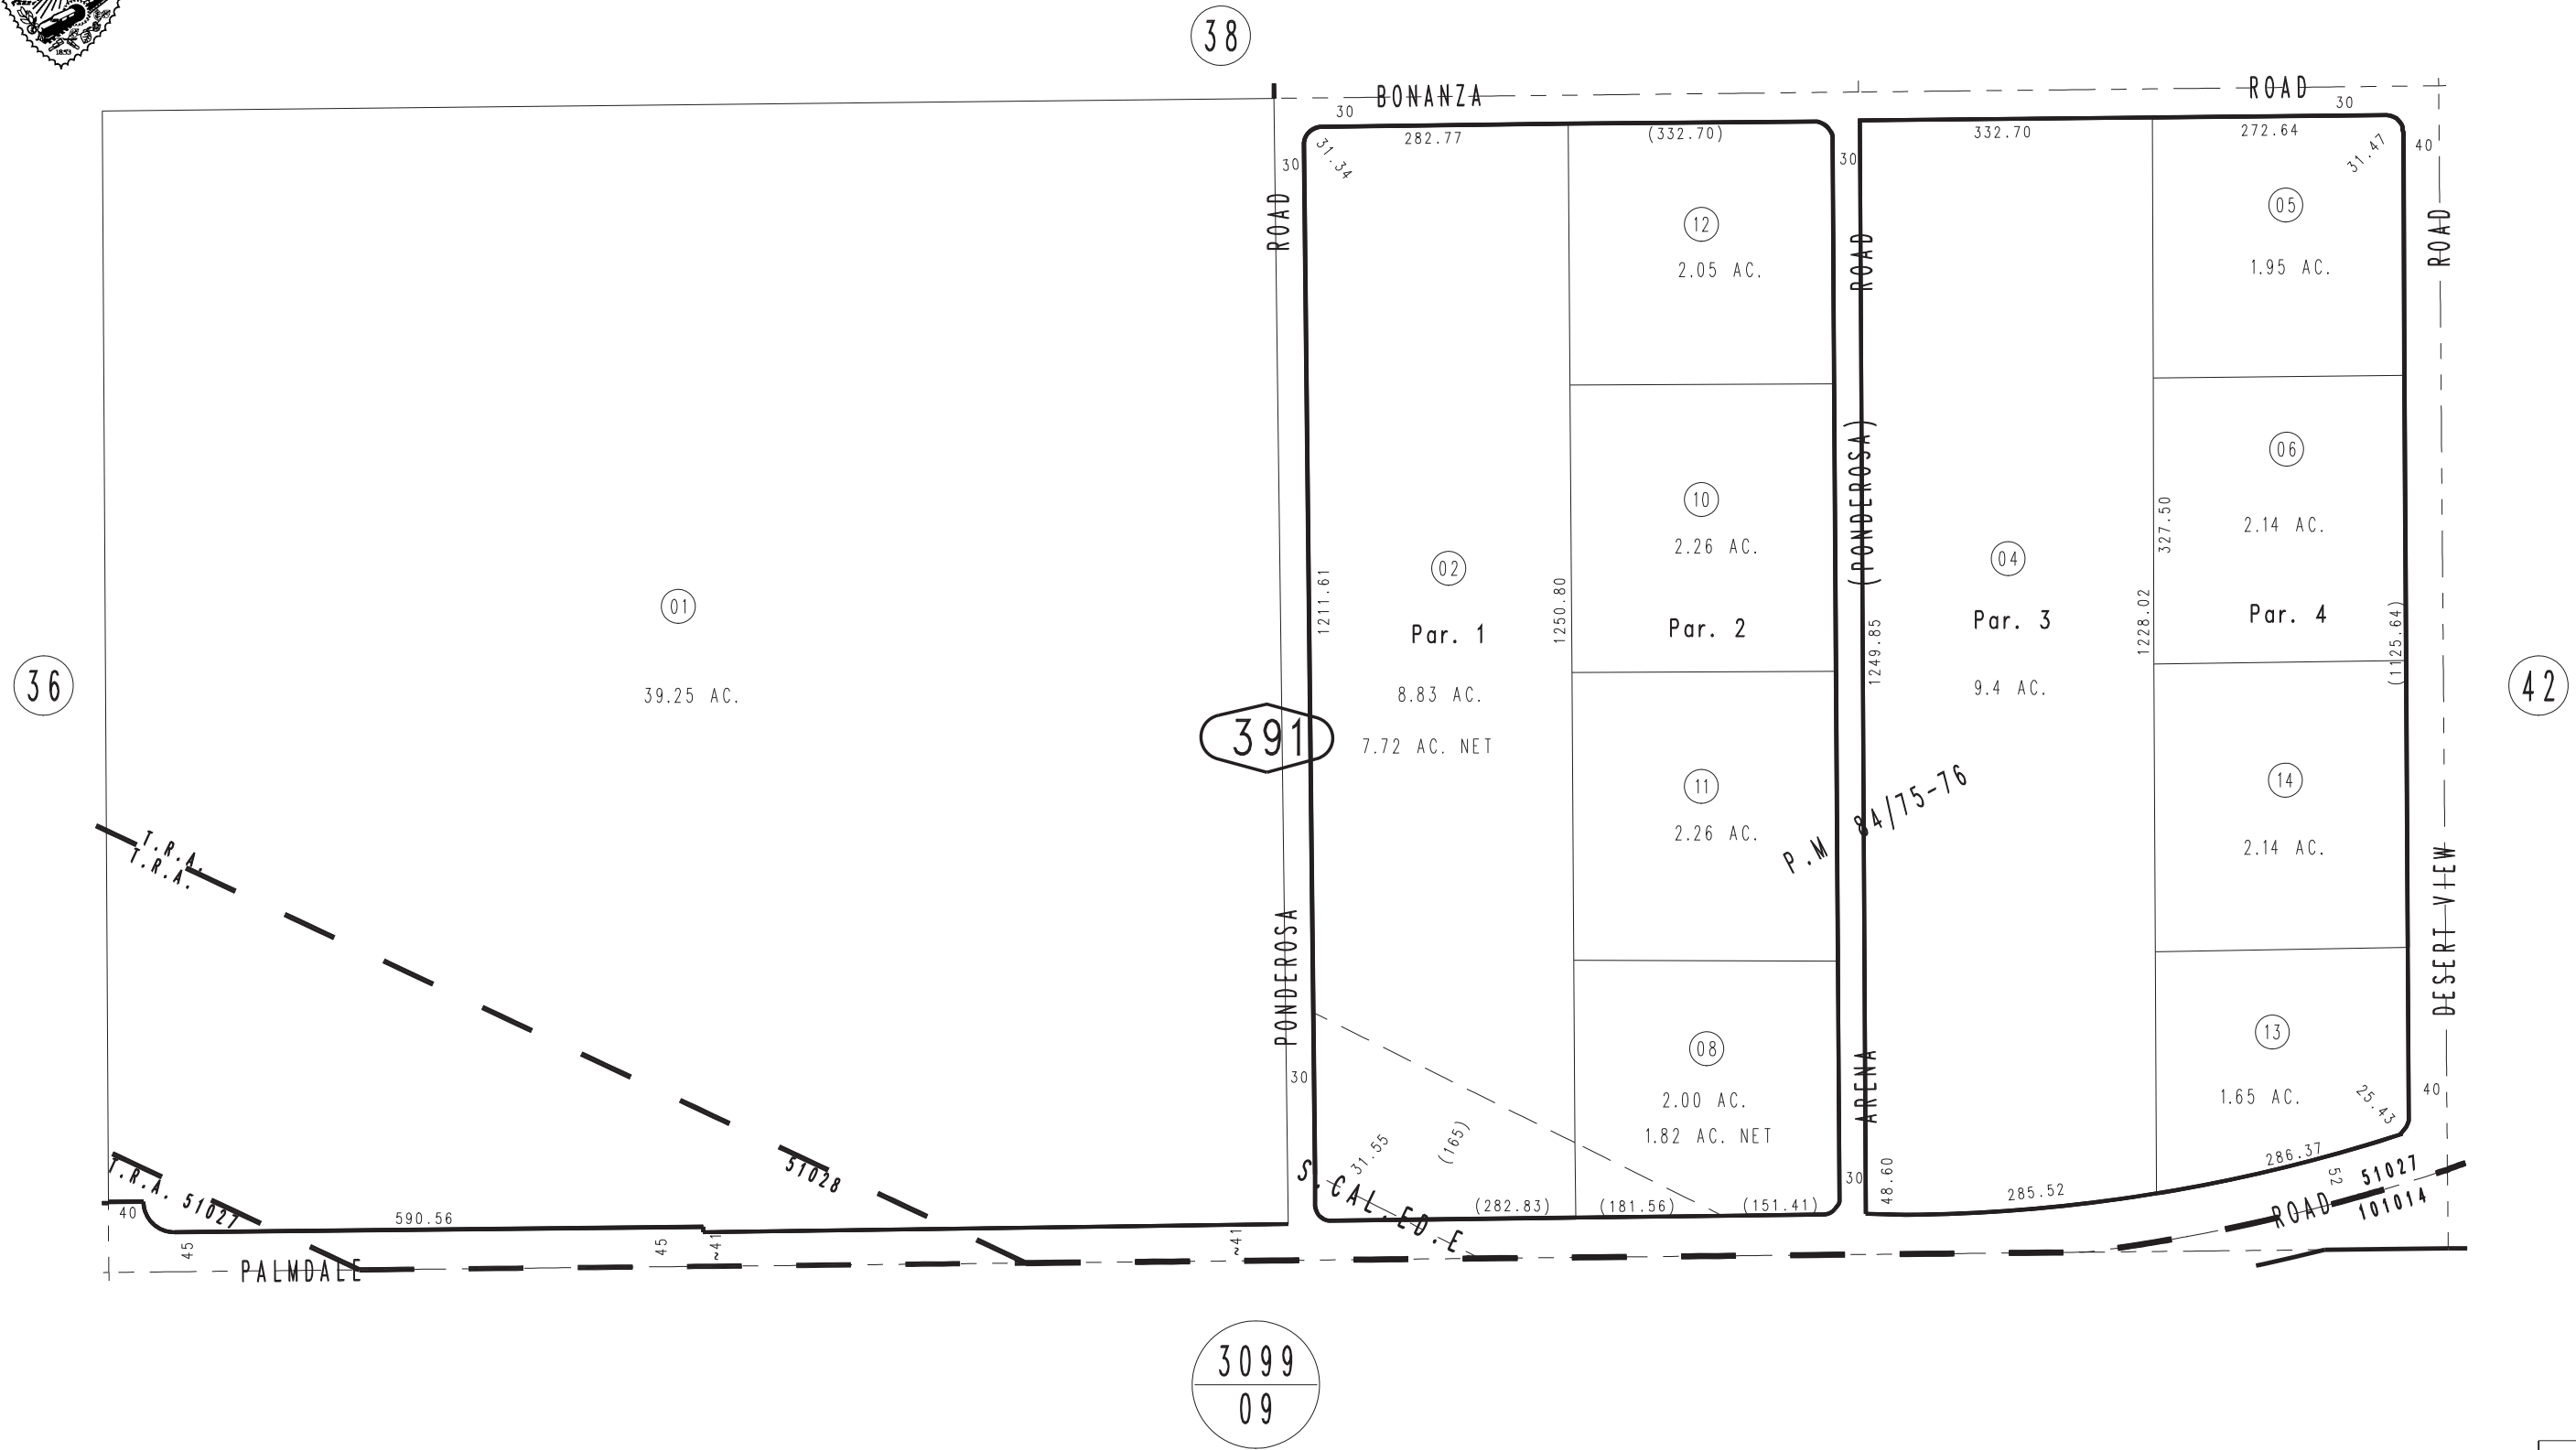 1853
38
BONANZA
ROAD
30
30
282.77
(332.70)
332.70
272.64
31.34
31.47
30
30
40
ROAD
ROAD
ROAD
12
2.05 AC.
05
1.95 AC.
10
2.26 AC.
(PONDEROSA)
06
2.14 AC.
327.50
01
39.25 AC.
02
Par. 1
8.83 AC.
7.72 AC. NET
1211.61
1250.80
Par. 2
1249.85
04
Par. 3
9.4 AC.
1228.02
Par. 4
(1125.64)
36
391
42
11
2.26 AC.
P.M 84/75-76
14
2.14 AC.
T.R.A.
T.R.A.
PONDEROSA
DESERT VIEW
30
08
2.00 AC.
1.82 AC. NET
ARENA
13
1.65 AC.
25.43
40
T.R.A. 51027
51028
31.55
(165)
S.CAL.ED.E
30
48.60
286.37
52
51027
101014
40
590.56
(282.83)
(181.56)
(151.41)
285.52
ROAD
45
45
~41
~41
PALMDALE
3099
09